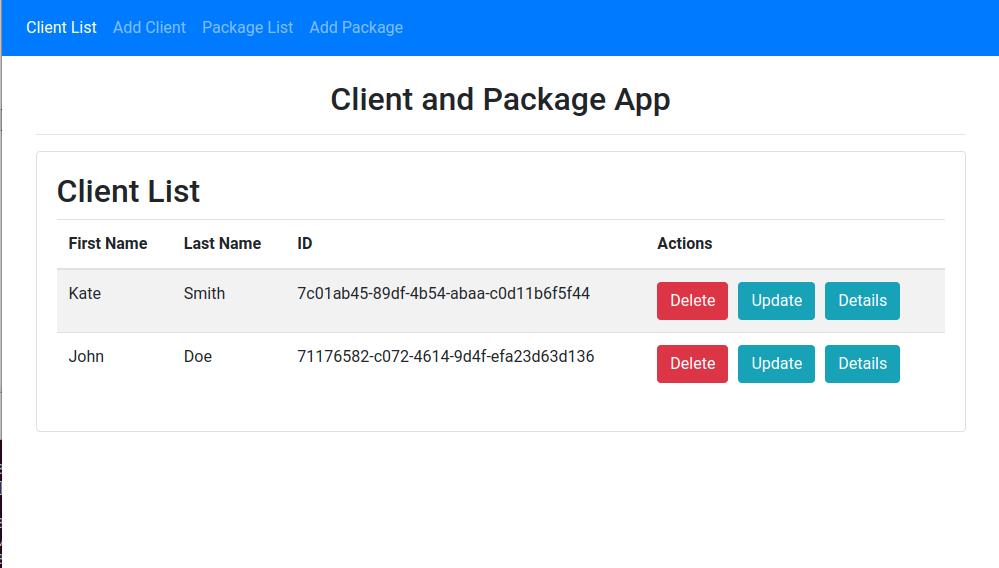 Client List Add Client Package List Add Package
Client and Package App
Client List
First Name Last Name ID Actions
Kate Smith 7c01ab45-89df-4b54-abaa-c0d11b6f5f44 Delete Update Details
John Doe 71176582-c072-4614-9d4f-efa23d63d136 Delete Update Details